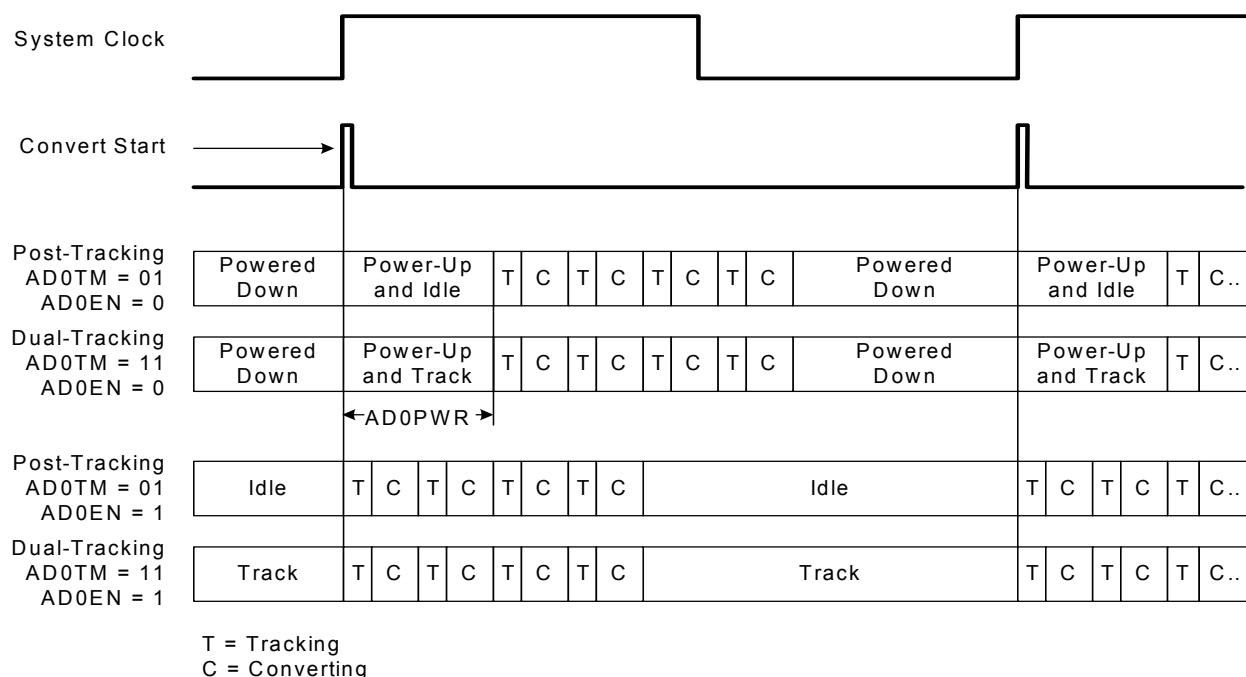 System Clock
Convert Start
Post-Tracking
AD0TM = 01
AD0EN = 0
Powered
Down
Power-Up
and Idle
T C T C T C T C
Powered
Down
Power-Up
and Idle
T C..
Dual-Tracking
AD0TM = 11
AD0EN = 0
Powered
Down
Power-Up
and Track
T C T C T C T C
Powered
Down
Power-Up
and Track
T C..
AD0PWR
Post-Tracking
AD0TM = 01
AD0EN = 1
Idle
T C T C T C T C
Idle
T C T C T C..
Dual-Tracking
AD0TM = 11
AD0EN = 1
Track
T C T C T C T C
Track
T C T C T C..
T = Tracking
C = Converting